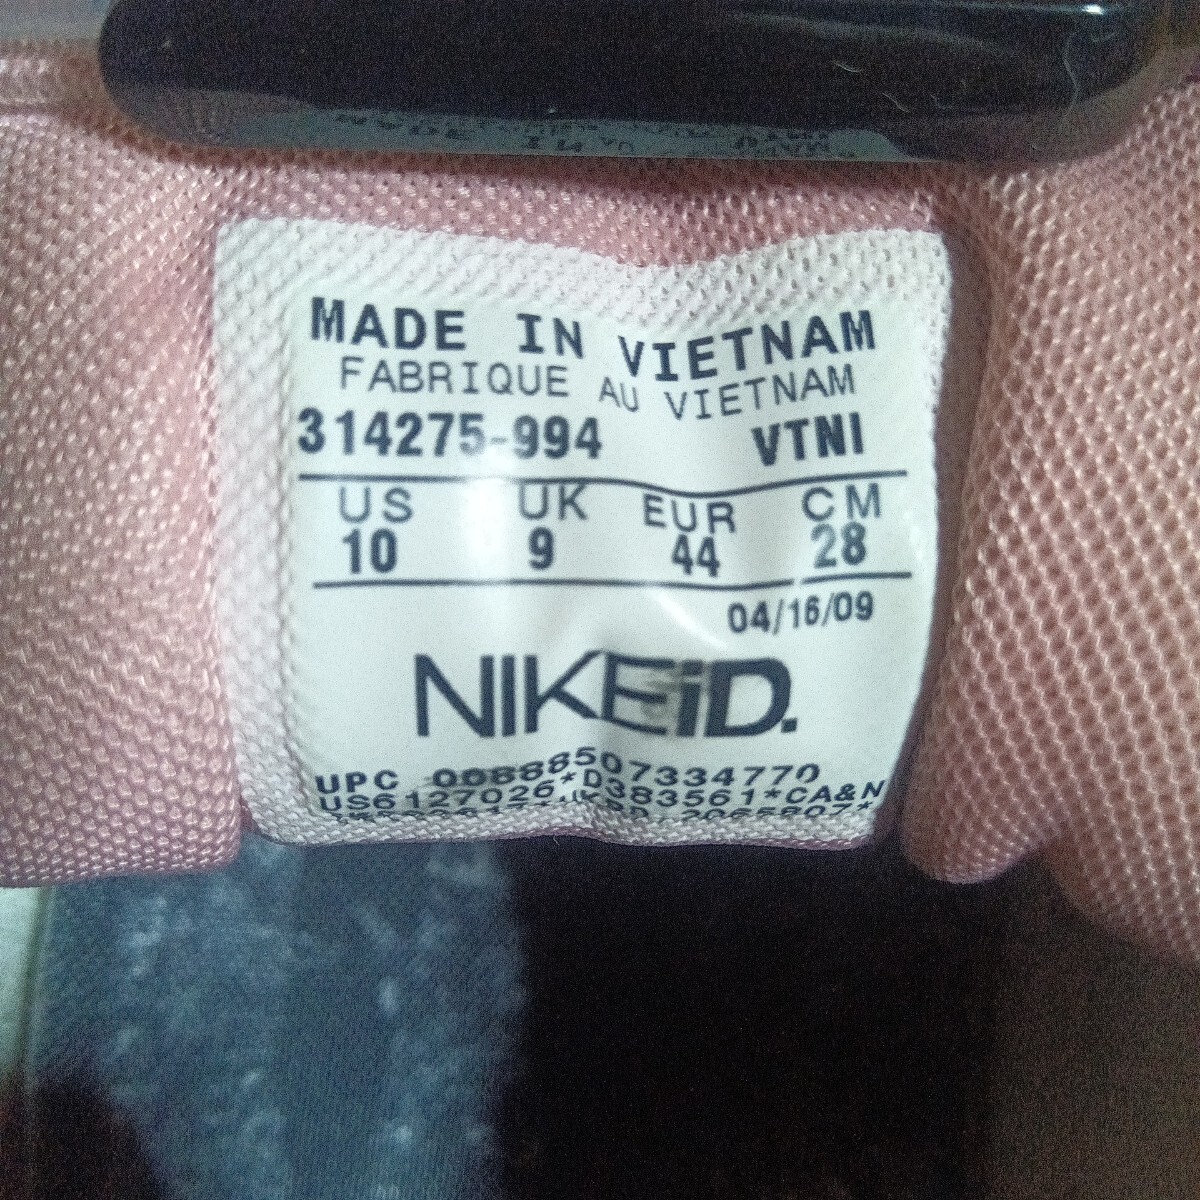 MADE IN VIETNAM
FABRIQUE AU VIETNAM
314275-994 VTNI
US UK EUR CM
10 9 44 28
04/16/09
NIKEiD.
UPC 00888507334770
US6127026*D383561*CA&N